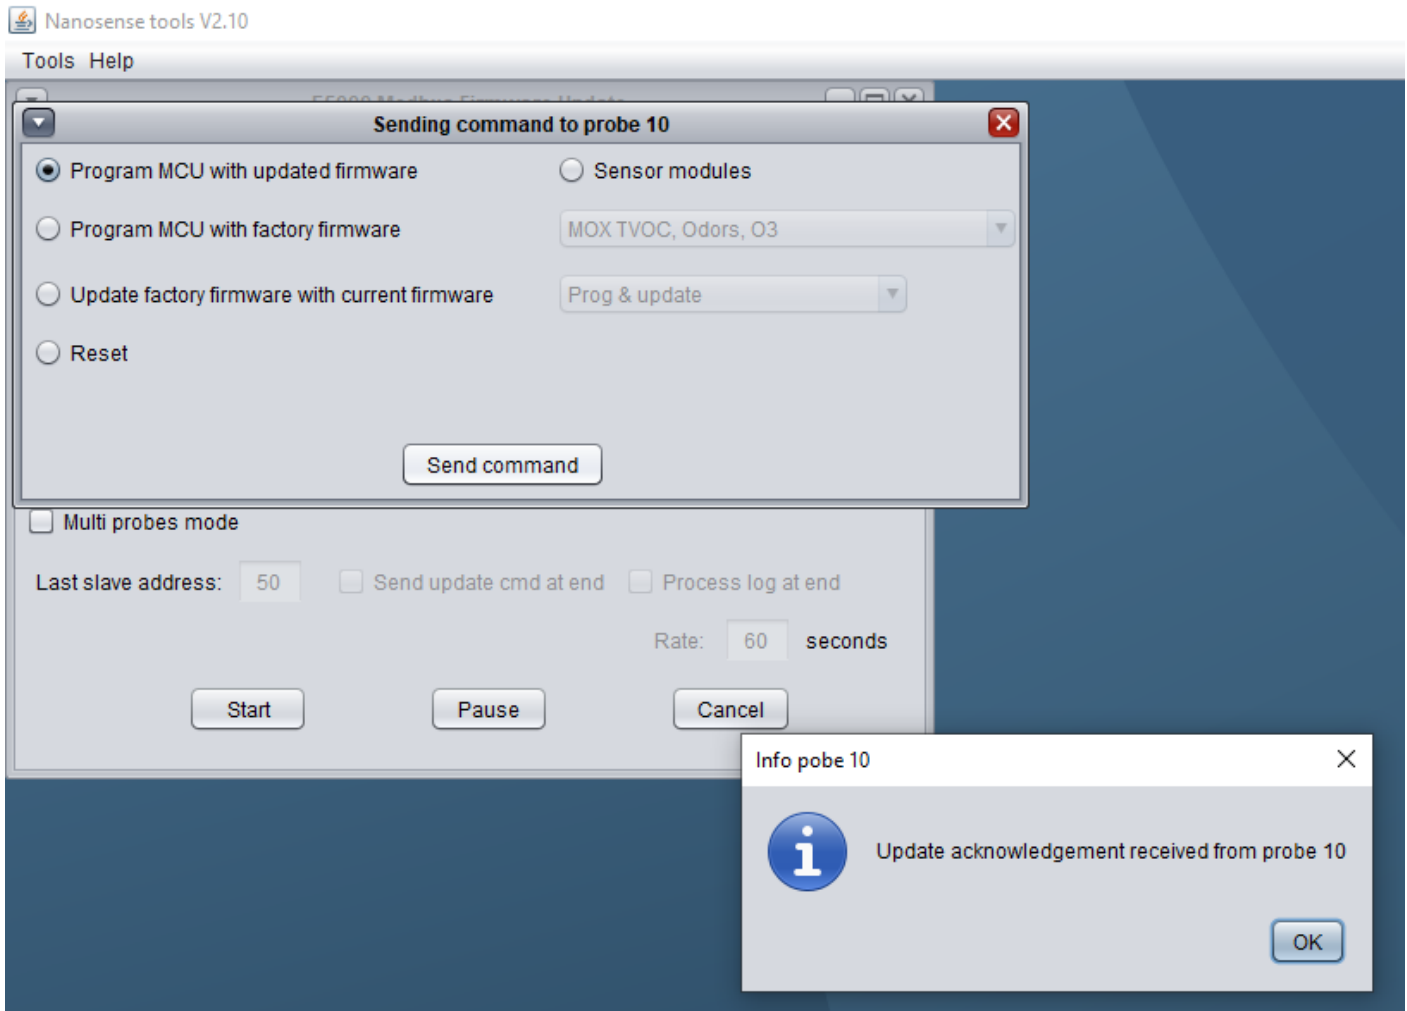 Nanosense tools V2.10
Tools Help
Sending command to probe 10
Program MCU with updated firmware
Sensor modules
Program MCU with factory firmware
MOX TVOC, Odors, O3
Update factory firmware with current firmware
Prog & update
Reset
Send command
Multi probes mode
Last slave address: 50 Send update cmd at end Process log at end
Rate: 60 seconds
Start Pause Cancel
Info pobe 10
Update acknowledgement received from probe 10
OK